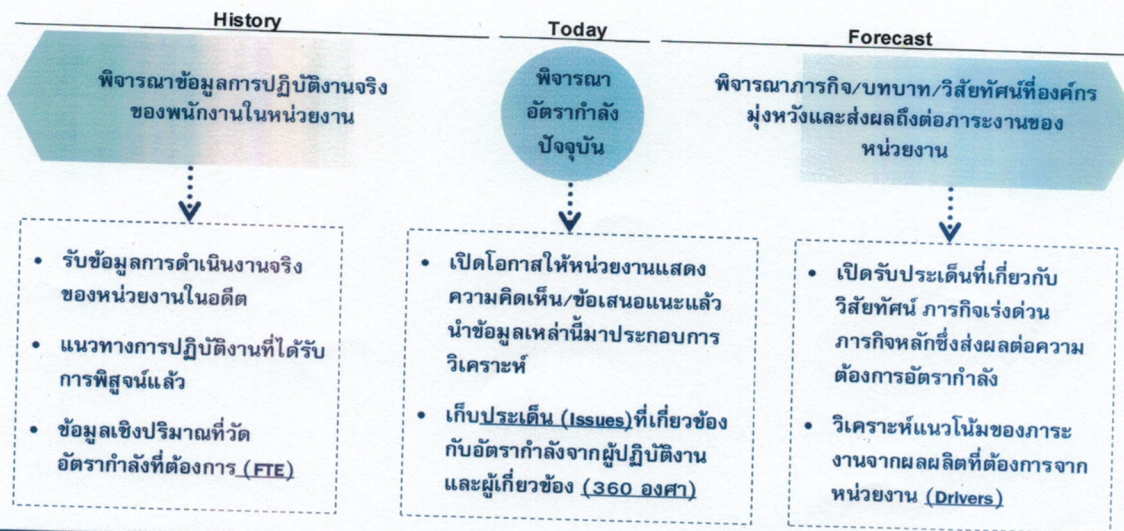 History
Today
Forecast
พิจารณาข้อมูลการปฏิบัติงานจริง
ของพนักงานในหน่วยงาน
พิจารณา
อัตรากำลัง
ปัจจุบัน
พิจารณาภารกิจ/บทบาท/วิสัยทัศน์ที่องค์กร
มุ่งหวังและส่งผลถึงต่อภาระงานของ
หน่วยงาน
• รับข้อมูลการดำเนินงานจริง
ของหน่วยงานในอดีต
• แนวทางการปฏิบัติงานที่ได้รับ
การพิสูจน์แล้ว
• ข้อมูลเชิงปริมาณที่วัด
อัตรากำลังที่ต้องการ (FTE)
• เปิดโอกาสให้หน่วยงานแสดง
ความคิดเห็น/ข้อเสนอแนะแล้ว
นำข้อมูลเหล่านี้มาประกอบการ
วิเคราะห์
• เก็บประเด็น (Issues)ที่เกี่ยวข้อง
กับอัตรากำลังจากผู้ปฏิบัติงาน
และผู้เกี่ยวข้อง (360 องศา)
• เปิดรับประเด็นที่เกี่ยวกับ
วิสัยทัศน์ ภารกิจเร่งด่วน
ภารกิจหลักซึ่งส่งผลต่อความ
ต้องการอัตรากำลัง
• วิเคราะห์แนวโน้มของภาระ
งานจากผลผลิตที่ต้องการจาก
หน่วยงาน (Drivers)